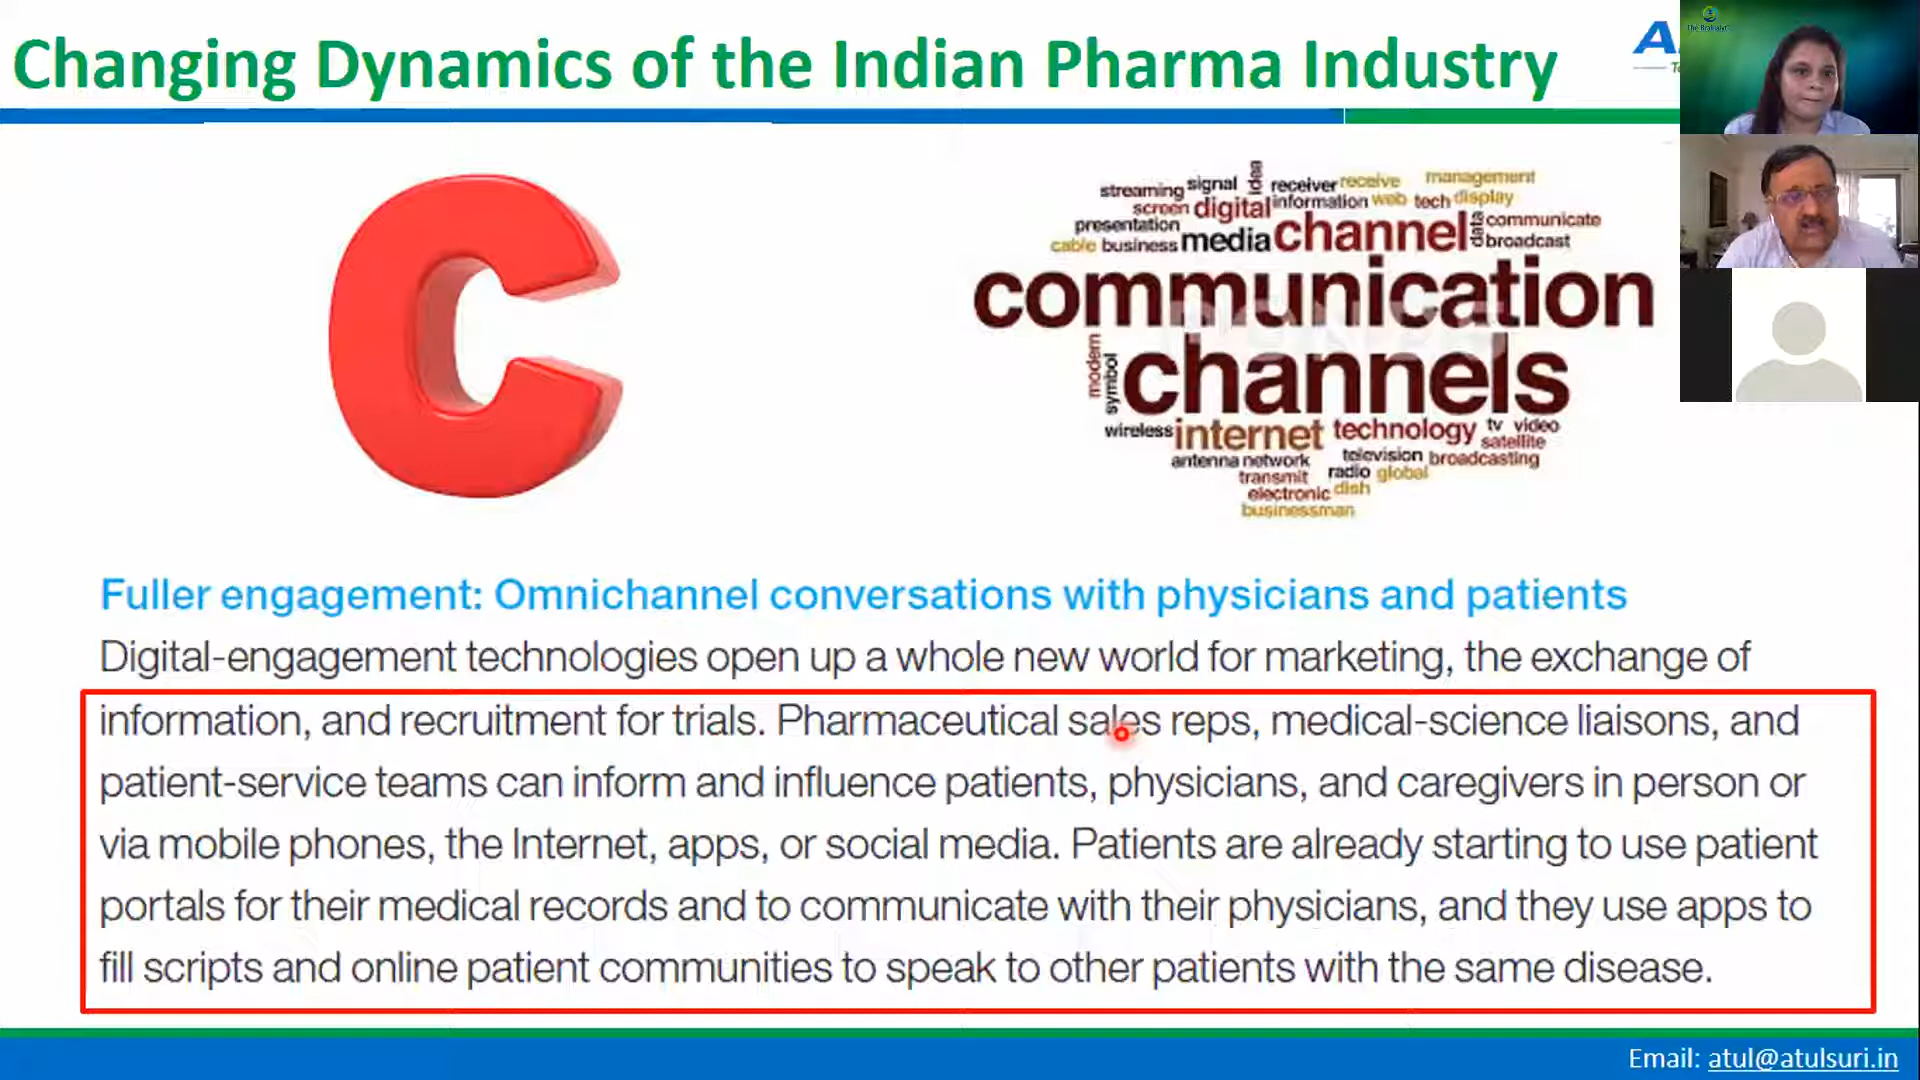 Changing Dynamics of the Indian Pharma Industry
The Brainalyst
C
idea
streaming signal receiver receive management
screen digital information web tech display
presentation media channel data communicate
cable business broadcast
communication
channels
modern
symbol
wireless internet technology tv video
satellite
antenna network television broadcasting
transmit radio global
electronic dish
businessman
Fuller engagement: Omnichannel conversations with physicians and patients
Digital-engagement technologies open up a whole new world for marketing, the exchange of
information, and recruitment for trials. Pharmaceutical sales reps, medical-science liaisons, and
patient-service teams can inform and influence patients, physicians, and caregivers in person or
via mobile phones, the Internet, apps, or social media. Patients are already starting to use patient
portals for their medical records and to communicate with their physicians, and they use apps to
fill scripts and online patient communities to speak to other patients with the same disease.
Email: atul@atulsuri.in